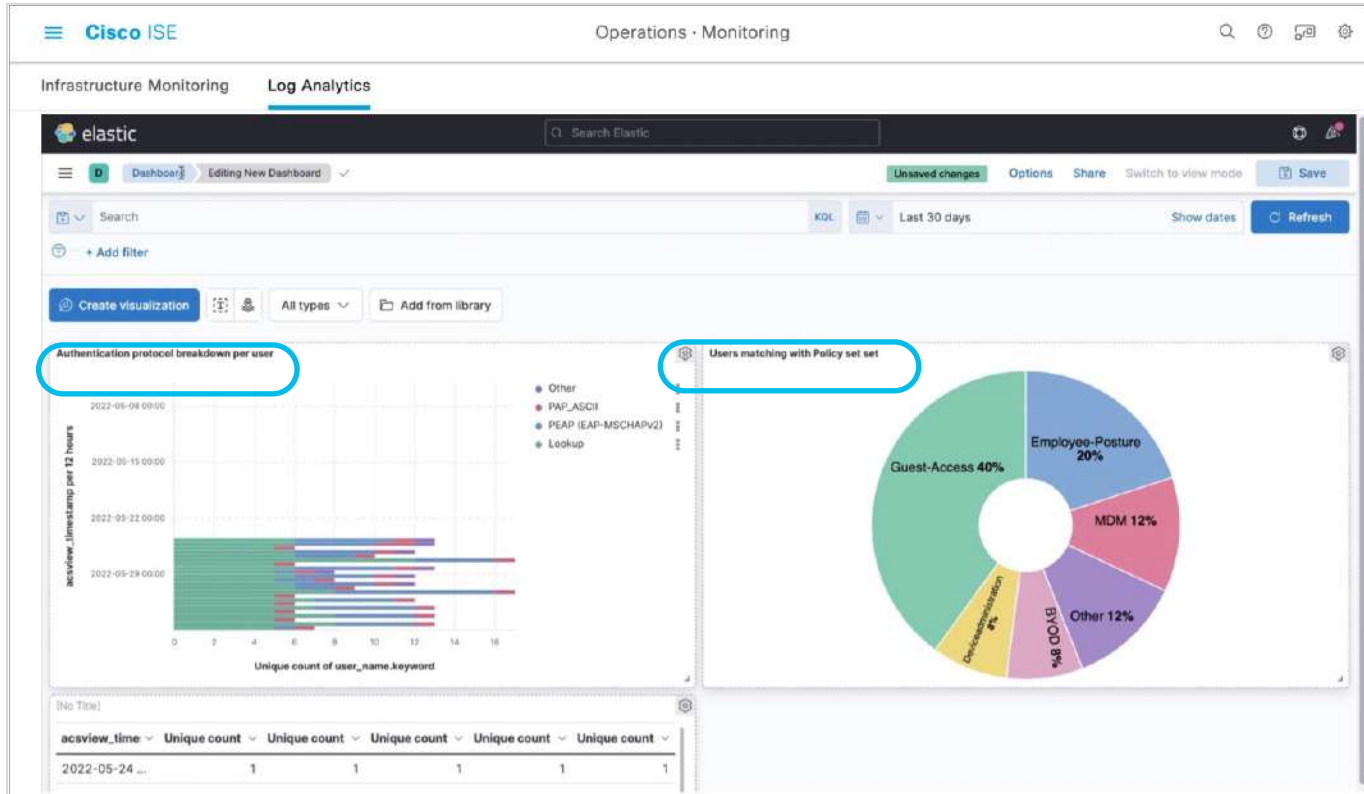 Cisco ISE
Operations · Monitoring
Infrastructure Monitoring
Log Analytics
elastic
Search Elastic
D
Dashboard
Editing New Dashboard
Unsaved changes
Options
Share
Switch to view mode
Save
Search
KQL
Last 30 days
Show dates
Refresh
+ Add filter
Create visualization
All types
Add from library
Authentication protocol breakdown per user
acsview_timestamp per 12 hours
2022-05-08 00:00
2022-05-15 00:00
2022-05-22 00:00
2022-05-29 00:00
0 2 4 6 8 10 12 14 16
Unique count of user_name.keyword
Other
PAP_ASCII
PEAP (EAP-MSCHAPv2)
Lookup
Users matching with Policy set set
Guest-Access 40%
Employee-Posture
20%
MDM 12%
Other 12%
BYOD 8%
Deviceadministration
8%
[No Title]
acsview_time: Unique count Unique count Unique count Unique count Unique count
2022-05-24 ... 1 1 1 1 1